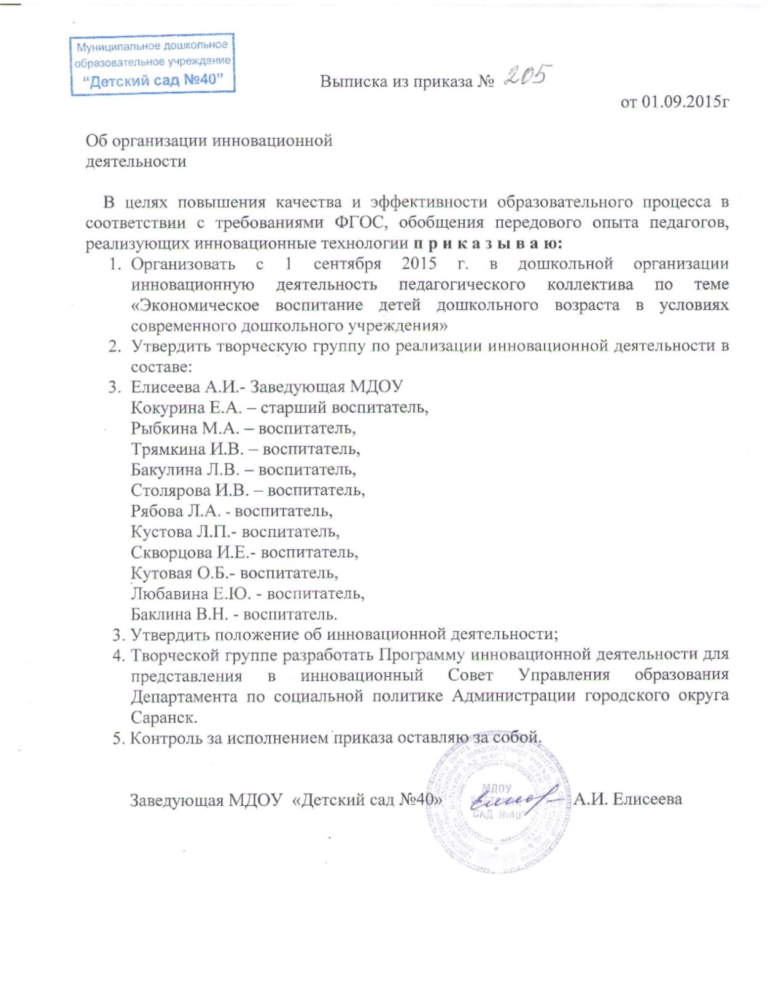 Муниципальное дошкольное
образовательное учреждение
“Детский сад №40”
Выписка из приказа № 205
от 01.09.2015г
Об организации инновационной
деятельности
В целях повышения качества и эффективности образовательного процесса в
соответствии с требованиями ФГОС, обобщения передового опыта педагогов,
реализующих инновационные технологии п р и к а з ы в а ю:
1. Организовать с 1 сентября 2015 г. в дошкольной организации
инновационную деятельность педагогического коллектива по теме
«Экономическое воспитание детей дошкольного возраста в условиях
современного дошкольного учреждения»
2. Утвердить творческую группу по реализации инновационной деятельности в
составе:
3. Елисеева А.И.- Заведующая МДОУ
Кокурина Е.А. – старший воспитатель,
Рыбкина М.А. – воспитатель,
Трямкина И.В. – воспитатель,
Бакулина Л.В. – воспитатель,
Столярова И.В. – воспитатель,
Рябова Л.А. - воспитатель,
Кустова Л.П.- воспитатель,
Скворцова И.Е.- воспитатель,
Кутовая О.Б.- воспитатель,
Любавина Е.Ю. - воспитатель,
Баклина В.Н. - воспитатель.
3. Утвердить положение об инновационной деятельности;
4. Творческой группе разработать Программу инновационной деятельности для
представления в инновационный Совет Управления образования
Департамента по социальной политике Администрации городского округа
Саранск.
5. Контроль за исполнением приказа оставляю за собой.
Заведующая МДОУ «Детский сад №40» А.И. Елисеева
МДОУ
САД №40"